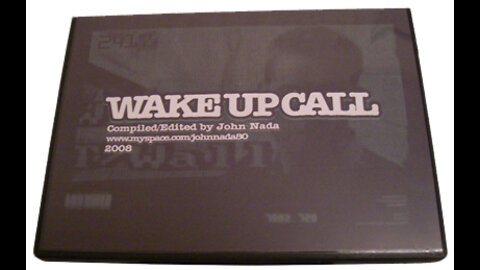 WAKE UP CALL
Compiled/Edited by John Nada
www.myspace.com/johnnada80
2008